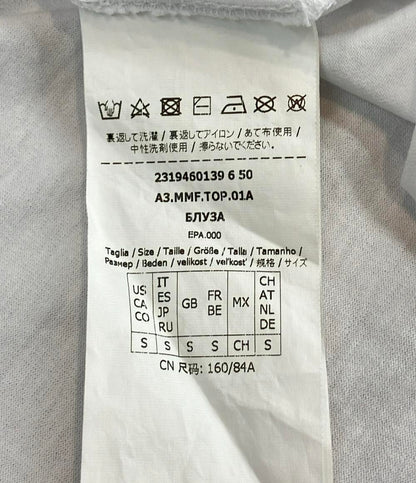 裏返して洗濯 / 裏返してアイロン / あて布使用 /
中性洗剤使用 / 擦らないでください。
2319460139 6 50
A3.MMF.TOP.01A
БЛУЗА
EPA.000
Taglia / Size / Taille / Größe / Talla / Tamanho /
Размер / Beden / velikost / veľkosť / 規格 / サイズ
US CA CO IT ES JP RU GB FR BE MX CH AT NL DE
S S S S CH S
CN 尺码: 160/84A